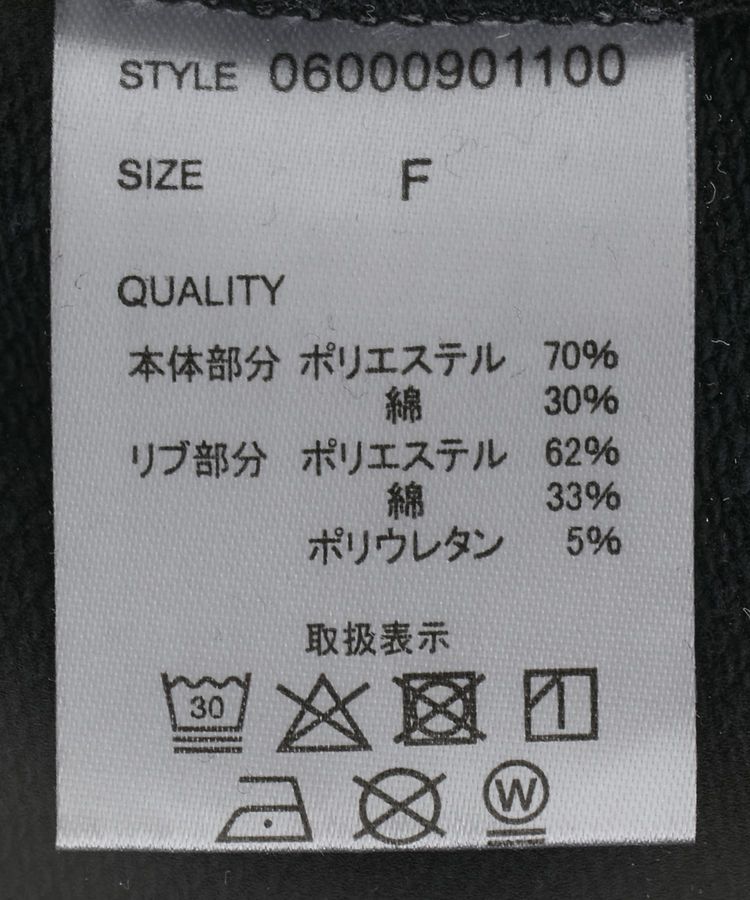 STYLE 06000901100
SIZE F
QUALITY
本体部分 ポリエステル 70%
綿 30%
リブ部分 ポリエステル 62%
綿 33%
ポリウレタン 5%
取扱表示
30
W